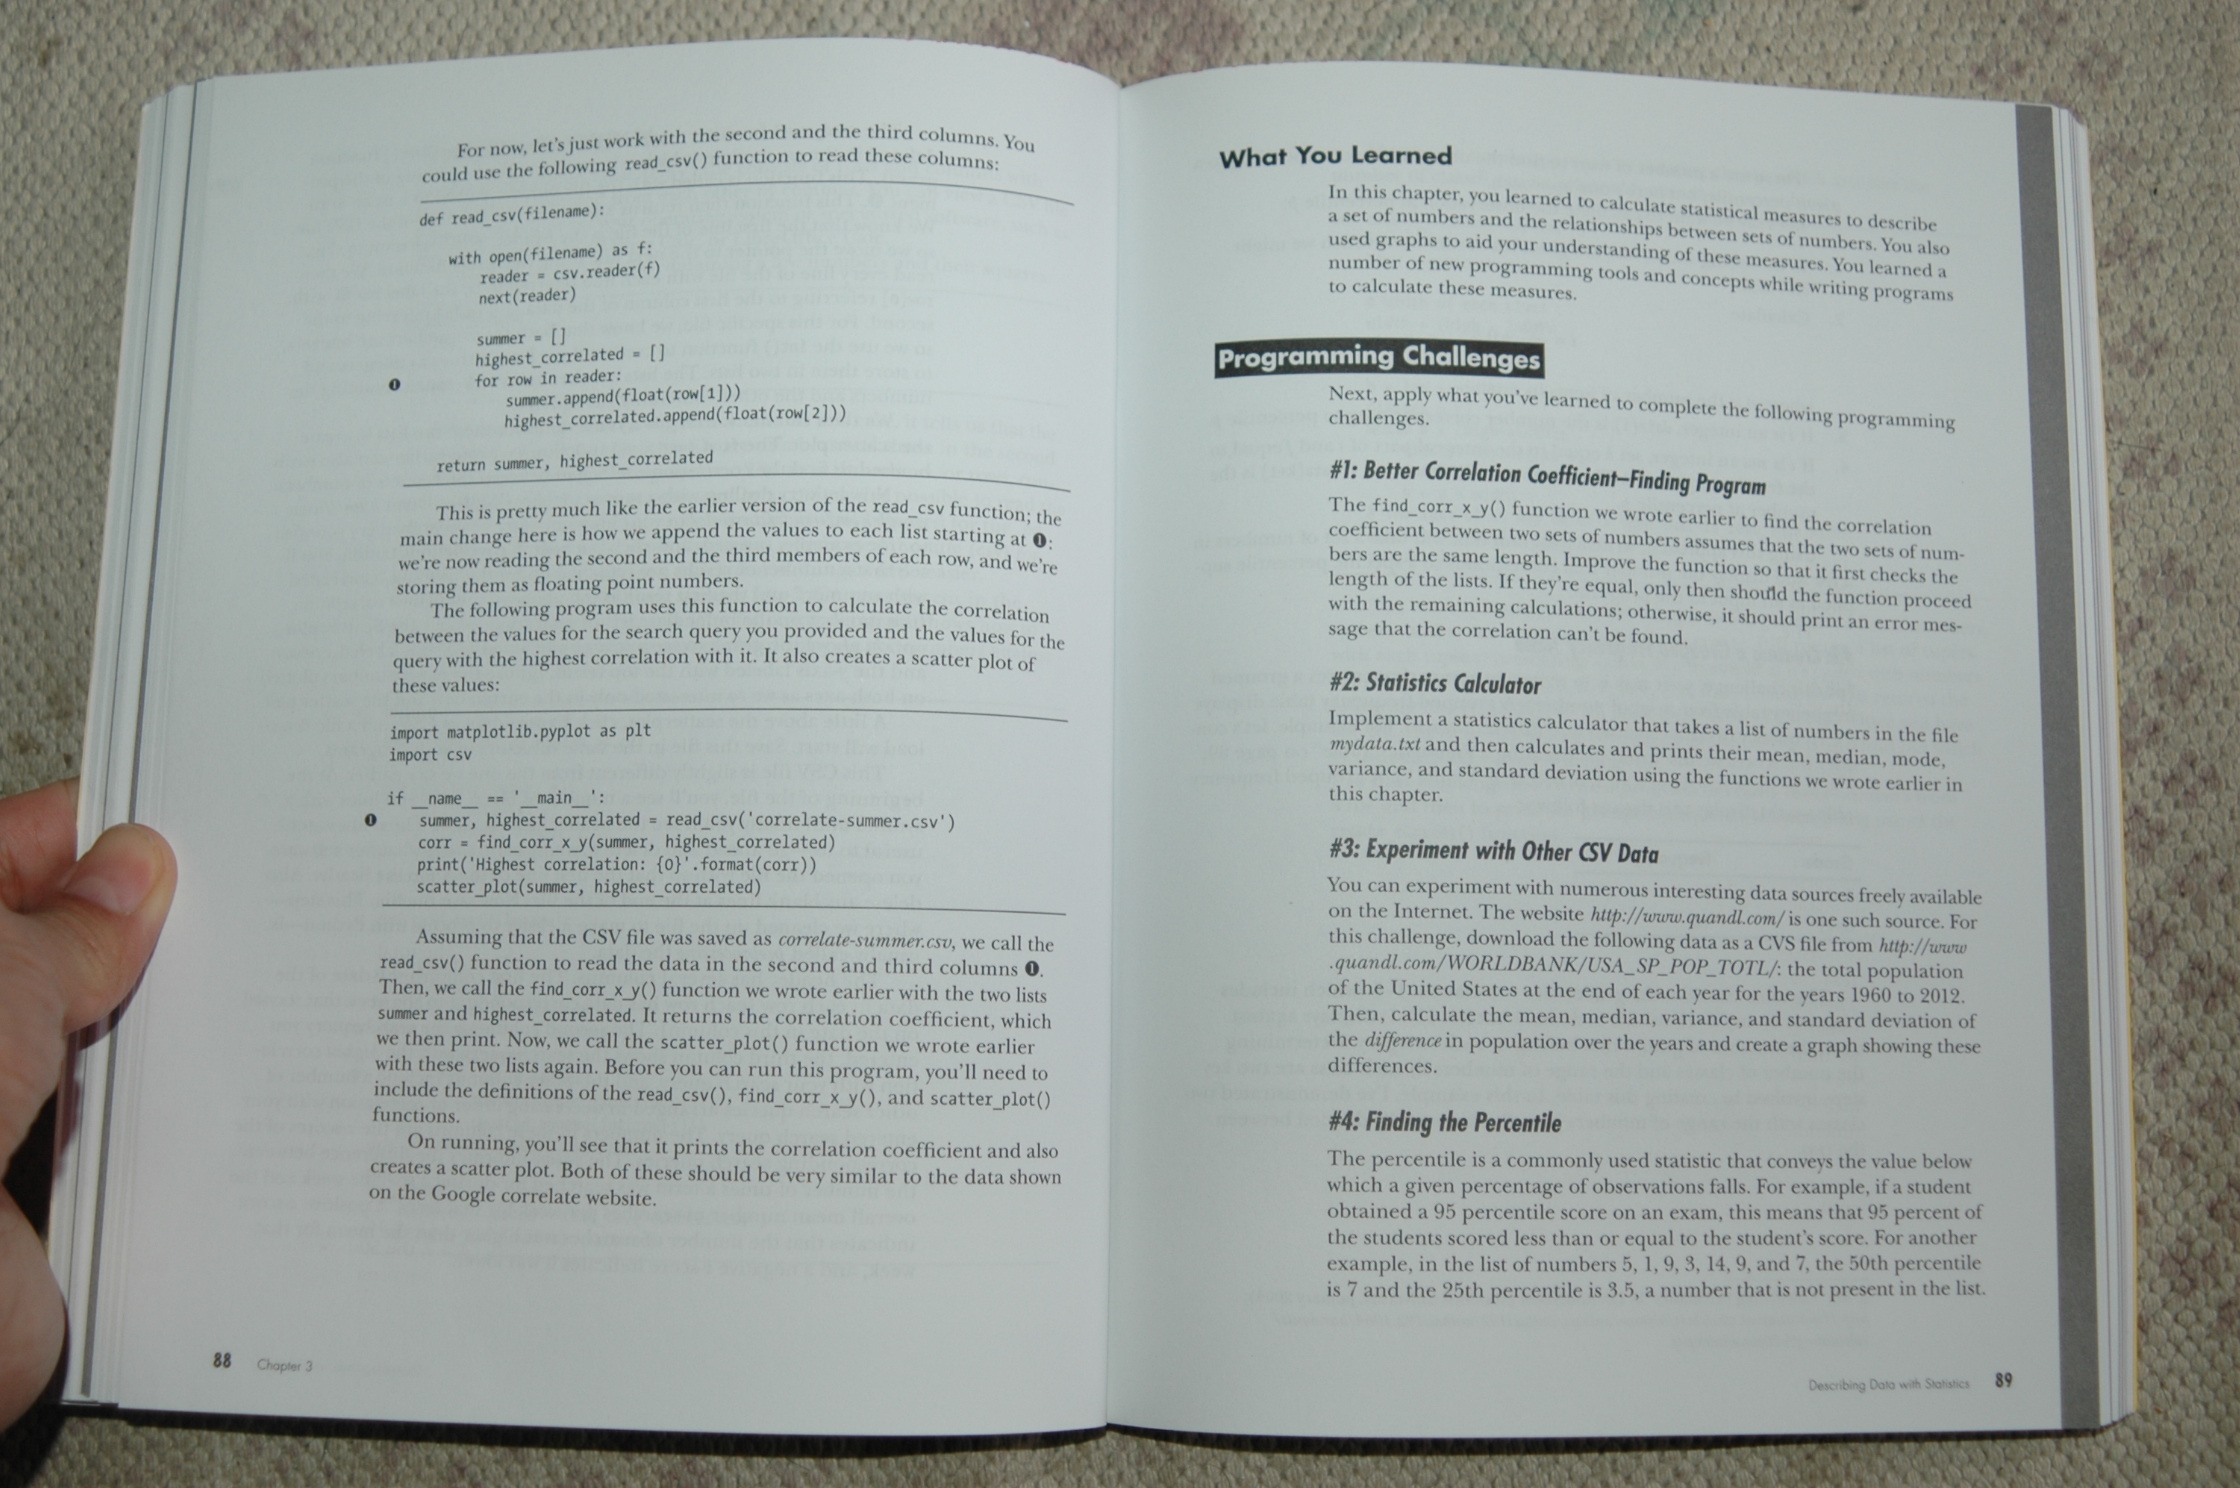 For now, let's just work with the second and the third columns. You
could use the following read_csv() function to read these columns:
def read_csv(filename):
with open(filename) as f:
reader = csv.reader(f)
next(reader)
summer = []
highest_correlated = []
❶ for row in reader:
summer.append(float(row[1]))
highest_correlated.append(float(row[2]))
return summer, highest_correlated
This is pretty much like the earlier version of the read_csv function; the
main change here is how we append the values to each list starting at ❶:
we're now reading the second and the third members of each row, and we're
storing them as floating point numbers.
The following program uses this function to calculate the correlation
between the values for the search query you provided and the values for the
query with the highest correlation with it. It also creates a scatter plot of
these values:
import matplotlib.pyplot as plt
import csv
if __name__ == '__main__':
❶ summer, highest_correlated = read_csv('correlate-summer.csv')
corr = find_corr_x_y(summer, highest_correlated)
print('Highest correlation: {0}'.format(corr))
scatter_plot(summer, highest_correlated)
Assuming that the CSV file was saved as correlate-summer.csv, we call the
read_csv() function to read the data in the second and third columns ❶.
Then, we call the find_corr_x_y() function we wrote earlier with the two lists
summer and highest_correlated. It returns the correlation coefficient, which
we then print. Now, we call the scatter_plot() function we wrote earlier
with these two lists again. Before you can run this program, you'll need to
include the definitions of the read_csv(), find_corr_x_y(), and scatter_plot()
functions.
On running, you'll see that it prints the correlation coefficient and also
creates a scatter plot. Both of these should be very similar to the data shown
on the Google correlate website.
88 Chapter 3
What You Learned
In this chapter, you learned to calculate statistical measures to describe
a set of numbers and the relationships between sets of numbers. You also
used graphs to aid your understanding of these measures. You learned a
number of new programming tools and concepts while writing programs
to calculate these measures.
Programming Challenges
Next, apply what you've learned to complete the following programming
challenges.
#1: Better Correlation Coefficient–Finding Program
The find_corr_x_y() function we wrote earlier to find the correlation
coefficient between two sets of numbers assumes that the two sets of num-
bers are the same length. Improve the function so that it first checks the
length of the lists. If they're equal, only then should the function proceed
with the remaining calculations; otherwise, it should print an error mes-
sage that the correlation can't be found.
#2: Statistics Calculator
Implement a statistics calculator that takes a list of numbers in the file
mydata.txt and then calculates and prints their mean, median, mode,
variance, and standard deviation using the functions we wrote earlier in
this chapter.
#3: Experiment with Other CSV Data
You can experiment with numerous interesting data sources freely available
on the Internet. The website http://www.quandl.com/ is one such source. For
this challenge, download the following data as a CVS file from http://www
.quandl.com/WORLDBANK/USA_SP_POP_TOTL/: the total population
of the United States at the end of each year for the years 1960 to 2012.
Then, calculate the mean, median, variance, and standard deviation of
the difference in population over the years and create a graph showing these
differences.
#4: Finding the Percentile
The percentile is a commonly used statistic that conveys the value below
which a given percentage of observations falls. For example, if a student
obtained a 95 percentile score on an exam, this means that 95 percent of
the students scored less than or equal to the student's score. For another
example, in the list of numbers 5, 1, 9, 3, 14, 9, and 7, the 50th percentile
is 7 and the 25th percentile is 3.5, a number that is not present in the list.
Describing Data with Statistics 89